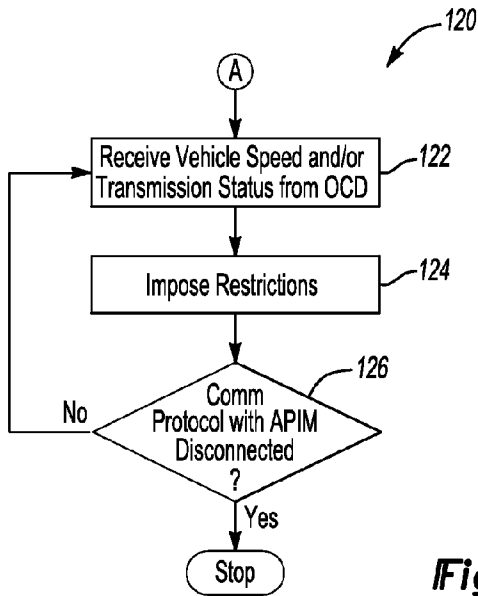 120
A
Receive Vehicle Speed and/or
Transmission Status from OCD
122
Impose Restrictions
124
126
Comm
Protocol with APIM
Disconnected
?
No
Yes
Stop
Fig